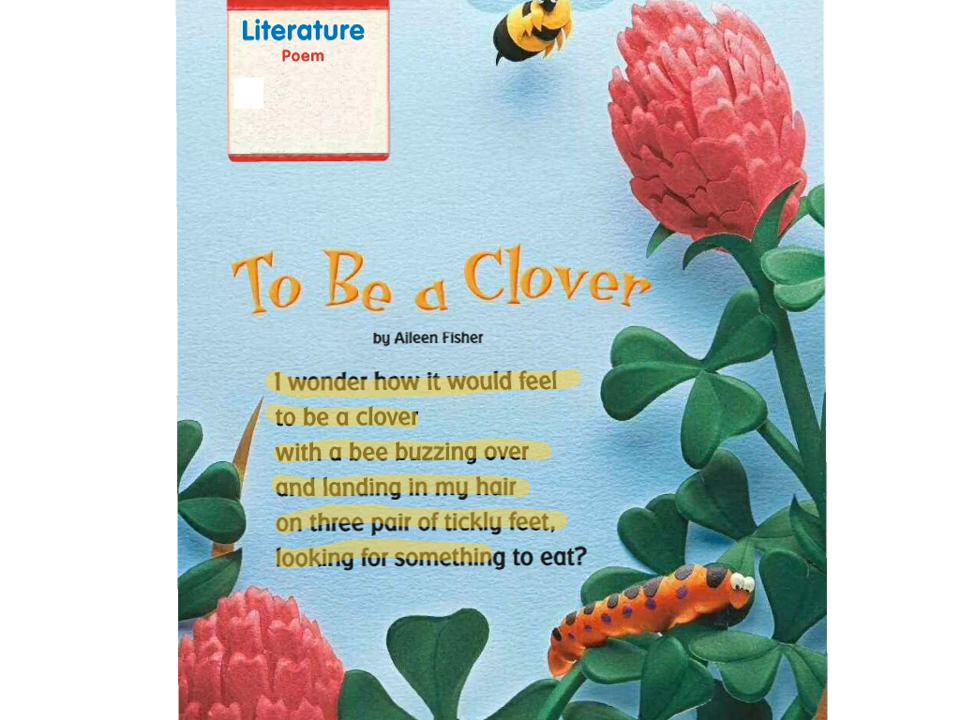 Literature
Poem
To Be a Clover
by Aileen Fisher
I wonder how it would feel
to be a clover
with a bee buzzing over
and landing in my hair
on three pair of tickly feet,
looking for something to eat?